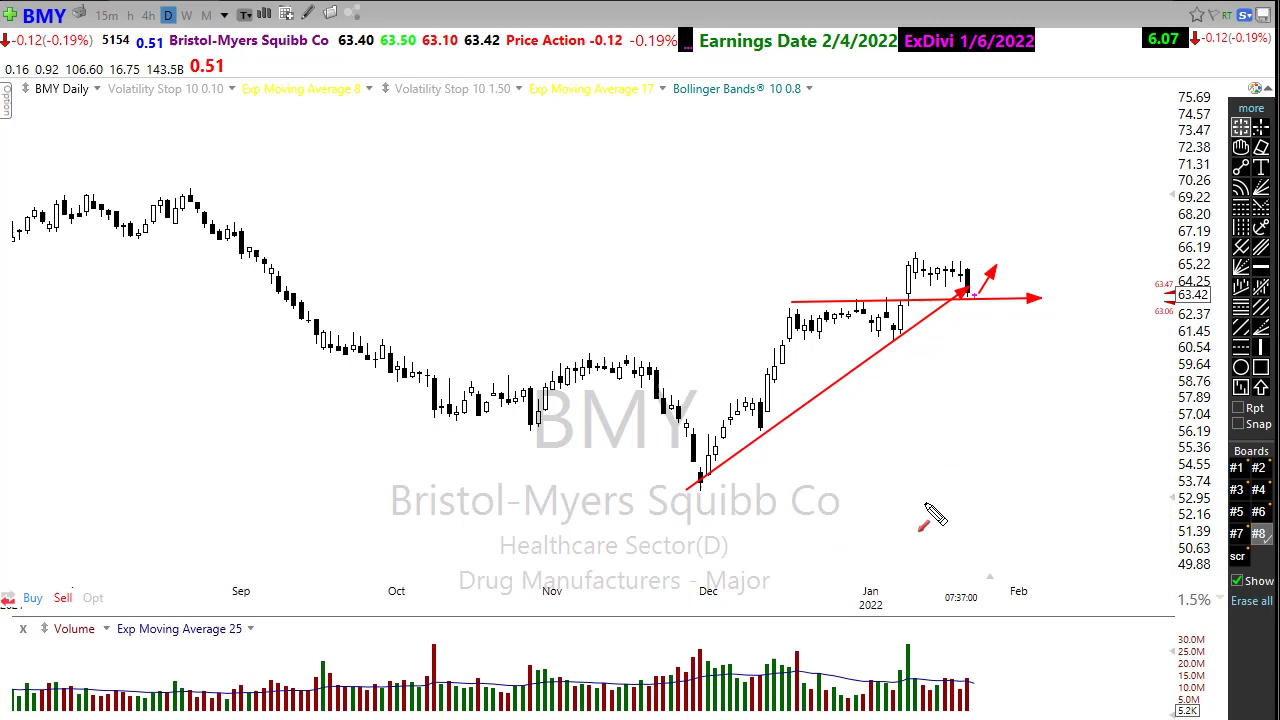 BMY 15m h 4h D W M T RT S
-0.12(-0.19%) 5154 0.51 Bristol-Myers Squibb Co 63.40 63.50 63.10 63.42 Price Action -0.12 -0.19% ... Earnings Date 2/4/2022 ExDivi 1/6/2022 6.07 -0.12(-0.19%)
0.16 0.92 106.60 16.75 143.5B 0.51
Option
BMY Daily Volatility Stop 10 0.10 Exp Moving Average 8 Volatility Stop 10 1.50 Exp Moving Average 17 Bollinger Bands® 10 0.8
75.69
74.57
73.47
72.38
71.31
70.26
69.22
68.20
67.19
66.19
65.22
64.25
63.47
63.42
63.06
62.37
61.45
60.54
59.64
58.76
57.89
57.04
56.19
55.36
54.55
53.74
52.95
52.16
51.39
50.63
49.88
1.5%
BMY
Bristol-Myers Squibb Co
Healthcare Sector(D)
Drug Manufacturers - Major
Sep Oct Nov Dec Jan Feb
2022 07:37:00
Buy Sell Opt
X Volume Exp Moving Average 25
30.0M
25.0M
20.0M
15.0M
10.0M
5.0M
5.2K
more
T
Rpt
Snap
Boards
#1 #2
#3 #4
#5 #6
#7 #8
scr
Show
Erase all